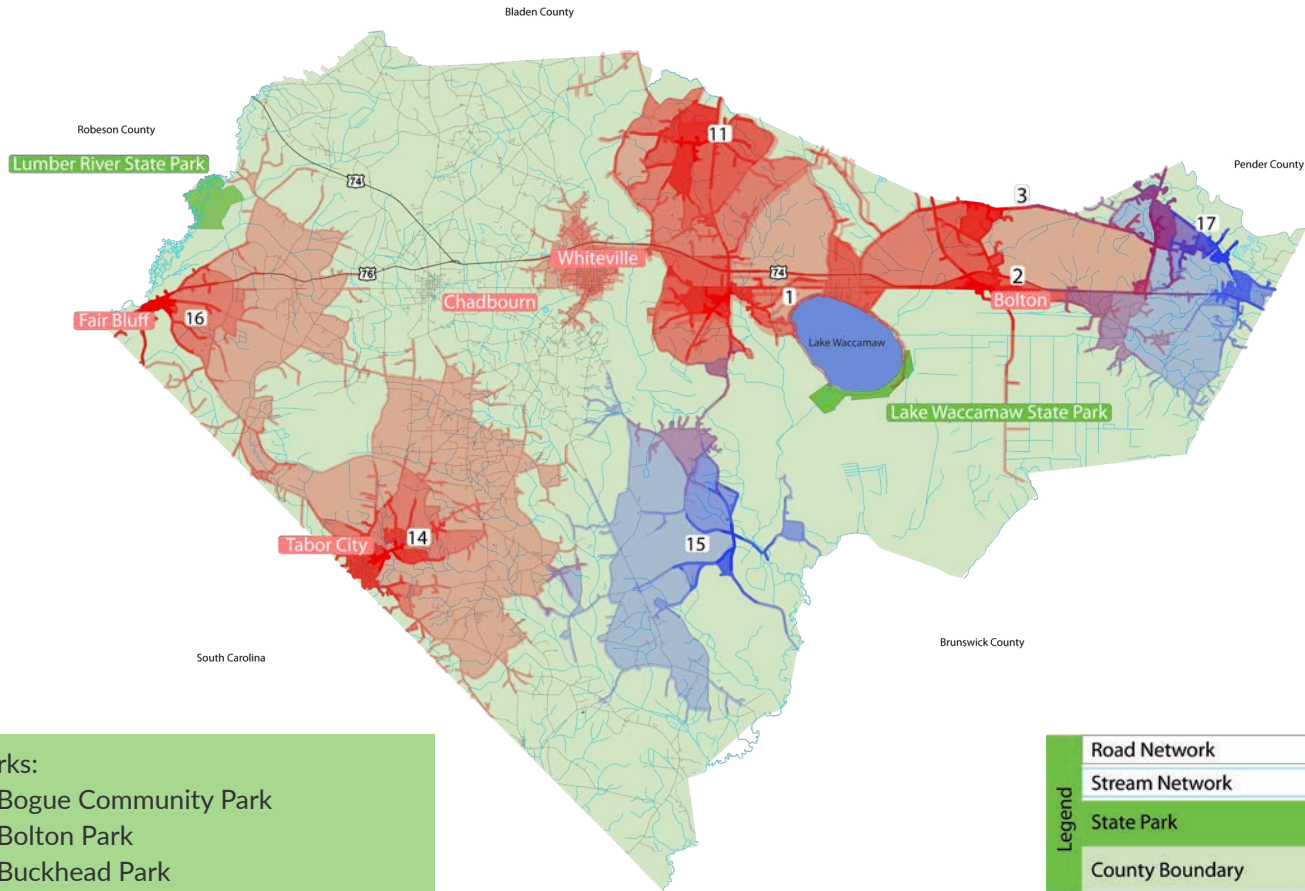 Bladen County
Robeson County
Lumber River State Park
Pender County
11
74
3
17
Whiteville
76
74
2
Chadbourn
1
Bolton
Fair Bluff
16
Lake Waccamaw
Lake Waccamaw State Park
14
Tabor City
15
Brunswick County
South Carolina
rks:
Bogue Community Park
Bolton Park
Buckhead Park
Legend
Road Network
Stream Network
State Park
County Boundary